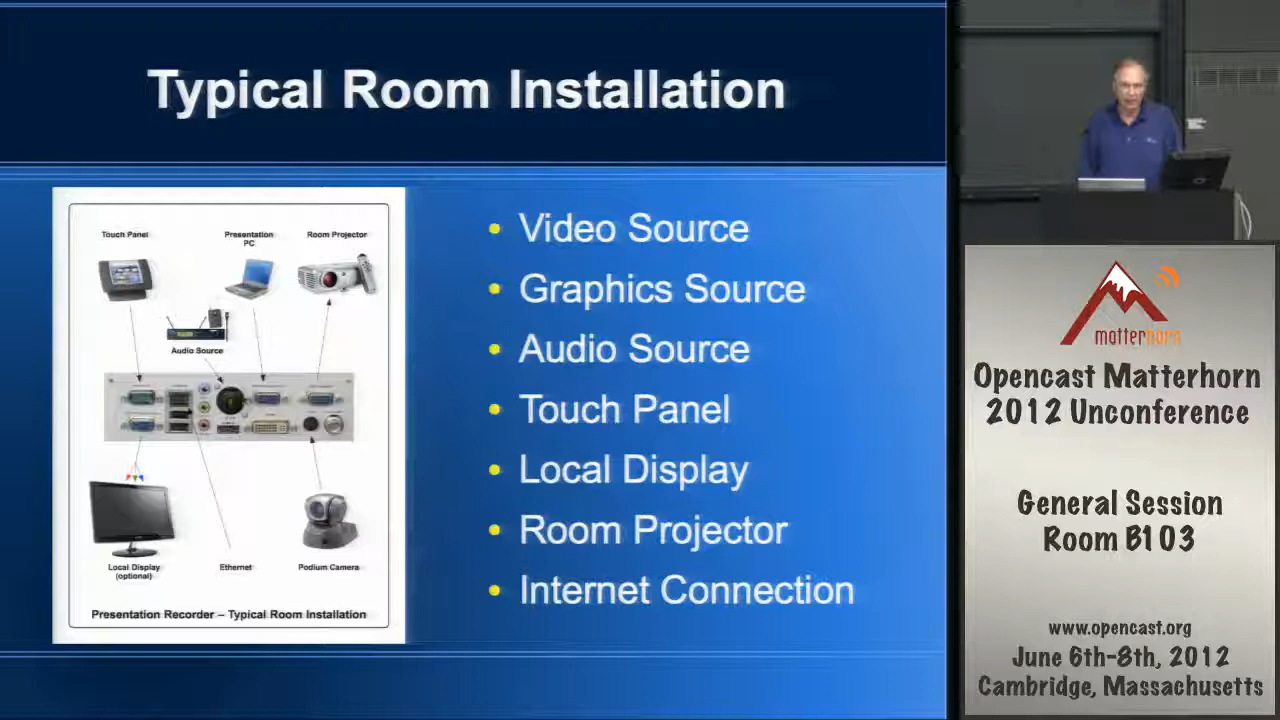 Typical Room Installation
Touch Panel
Presentation
PC
Room Projector
Audio Source
Local Display
(optional)
Ethernet
Podium Camera
Presentation Recorder – Typical Room Installation
• Video Source
• Graphics Source
• Audio Source
• Touch Panel
• Local Display
• Room Projector
• Internet Connection
matterhorn
Opencast Matterhorn
2012 Unconference
General Session
Room B103
www.opencast.org
June 6th-8th, 2012
Cambridge, Massachusetts